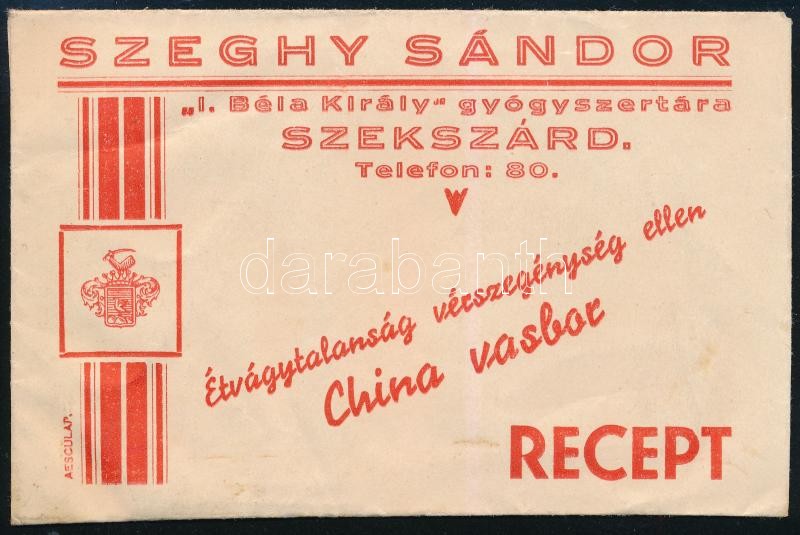 SZEGHY SÁNDOR
„I. Béla Király" gyógyszertára
SZEKSZÁRD.
Telefon: 80.
Étvágytalanság vérszegénység ellen
China vasbor
RECEPT
AESCULAP.
darabanth